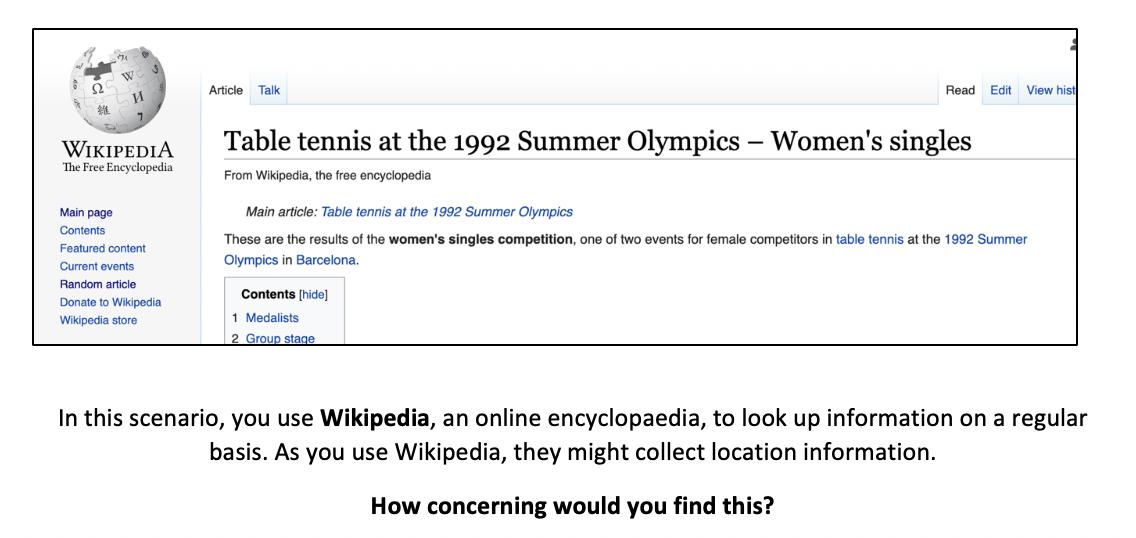 WIKIPEDIA
The Free Encyclopedia
Main page
Contents
Featured content
Current events
Random article
Donate to Wikipedia
Wikipedia store
Article Talk
Read Edit View hist
Table tennis at the 1992 Summer Olympics – Women's singles
From Wikipedia, the free encyclopedia
Main article: Table tennis at the 1992 Summer Olympics
These are the results of the women's singles competition, one of two events for female competitors in table tennis at the 1992 Summer
Olympics in Barcelona.
Contents [hide]
1 Medalists
2 Group stage
In this scenario, you use Wikipedia, an online encyclopaedia, to look up information on a regular
basis. As you use Wikipedia, they might collect location information.
How concerning would you find this?